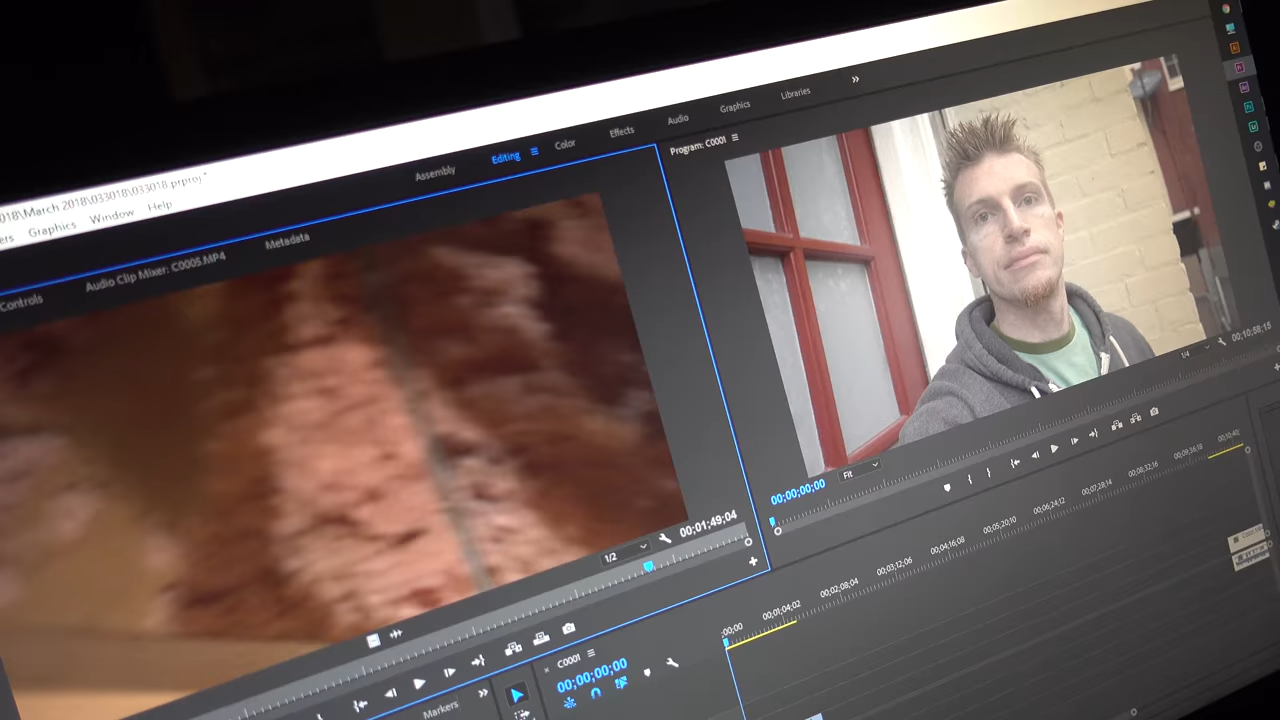 018\March 2018\033018\033018.prproj *
ers Graphics Window Help
Assembly Editing Color Effects Audio Graphics Libraries
Controls Audio Clip Mixer: C0005.MP4 Metadata
Program: C0001
1/2 00;01;49;04
00;00;00;00 Fit 1/4 00;10;58;15
Markers
C0001
00;00;00;00
;00;00 00;01;04;02 00;02;08;04 00;03;12;06 00;04;16;08 00;05;20;10 00;06;24;12 00;07;28;14 00;08;32;16 00;09;36;18 00;10;40;